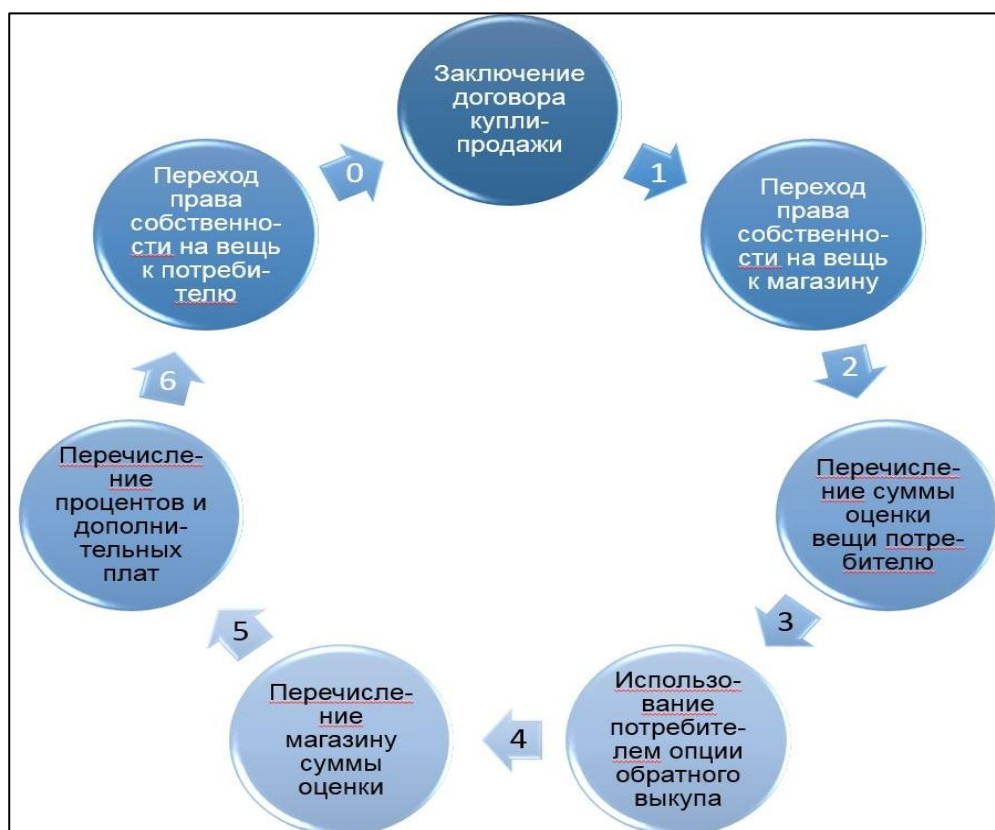 Заключение
договора
купли-
продажи
1
Переход
права
собственно-
сти на вещь
к магазину
2
Перечисле-
ние суммы
оценки
вещи потре-
бителю
3
Использо-
вание
потребите-
лем опции
обратного
выкупа
4
Перечисле-
ние
магазину
суммы
оценки
5
Перечисле-
ние
процентов и
дополни-
тельных
плат
6
Переход
права
собственно-
сти на вещь
к потреби-
телю
0